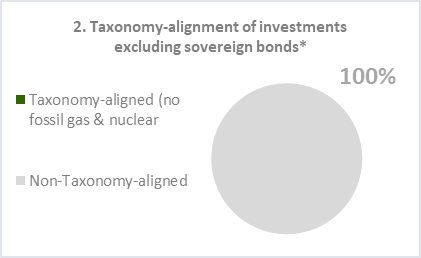 2. Taxonomy-alignment of investments
excluding sovereign bonds*
100%
Taxonomy-aligned (no
fossil gas & nuclear
Non-Taxonomy-aligned